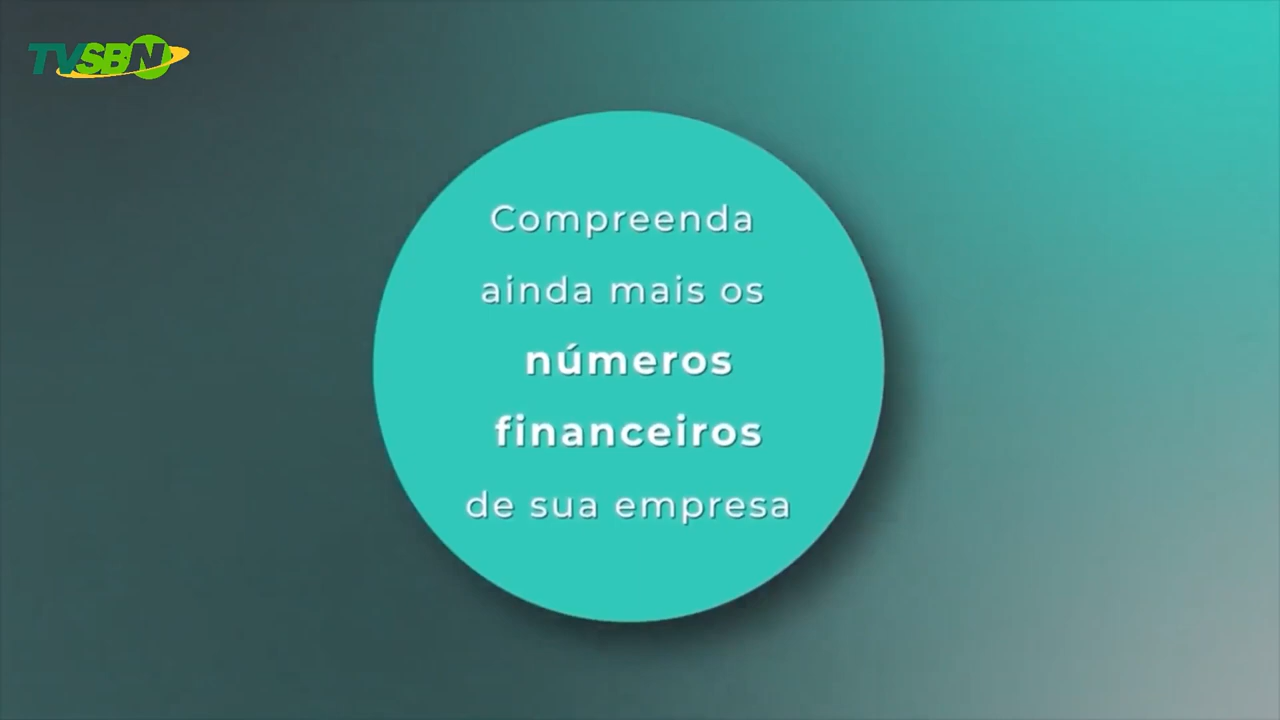 TVSBN
Compreenda
ainda mais os
números
financeiros
de sua empresa